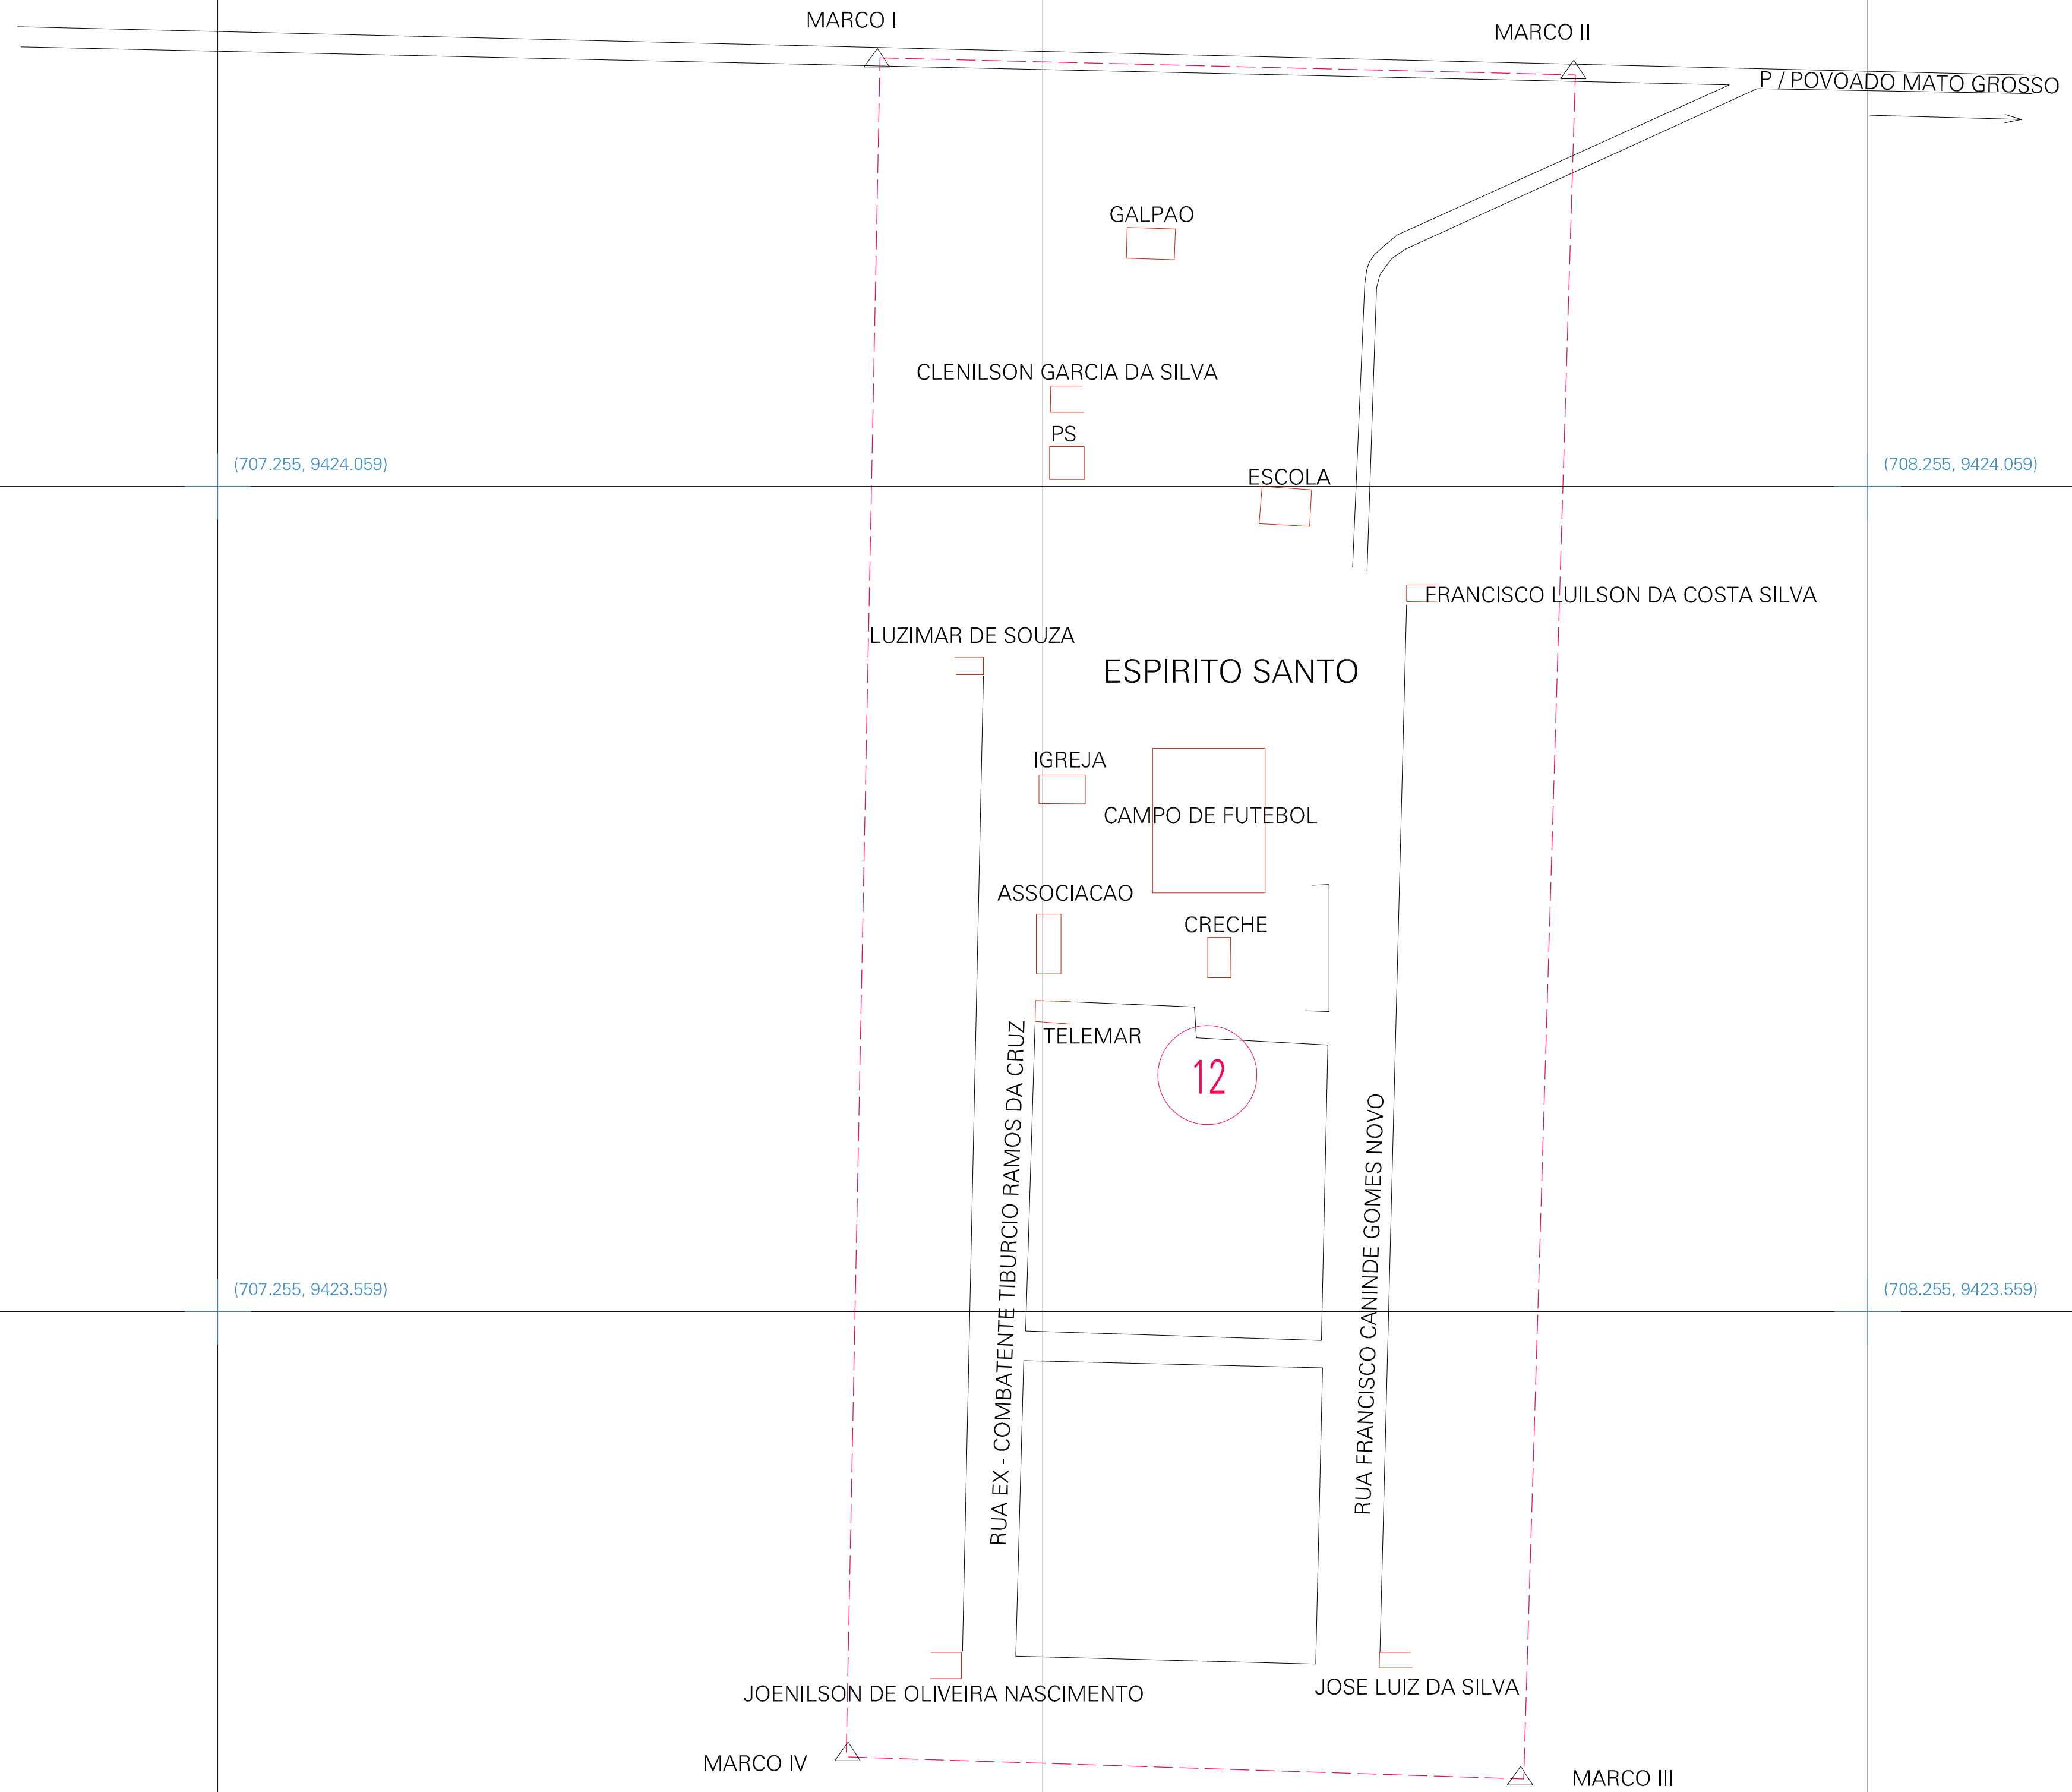 MARCO I
MARCO II
P / POVOADO MATO GROSSO
GALPAO
CLENILSON GARCIA DA SILVA
PS
(707.255, 9424.059)
(708.255, 9424.059)
ESCOLA
FRANCISCO LUILSON DA COSTA SILVA
LUZIMAR DE SOUZA
ESPIRITO SANTO
IGREJA
CAMPO DE FUTEBOL
ASSOCIACAO
CRECHE
TELEMAR
12
RUA EX - COMBATENTE TIBURCIO RAMOS DA CRUZ
RUA FRANCISCO CANINDE GOMES NOVO
(707.255, 9423.559)
(708.255, 9423.559)
JOENILSON DE OLIVEIRA NASCIMENTO
JOSE LUIZ DA SILVA
MARCO IV
MARCO III